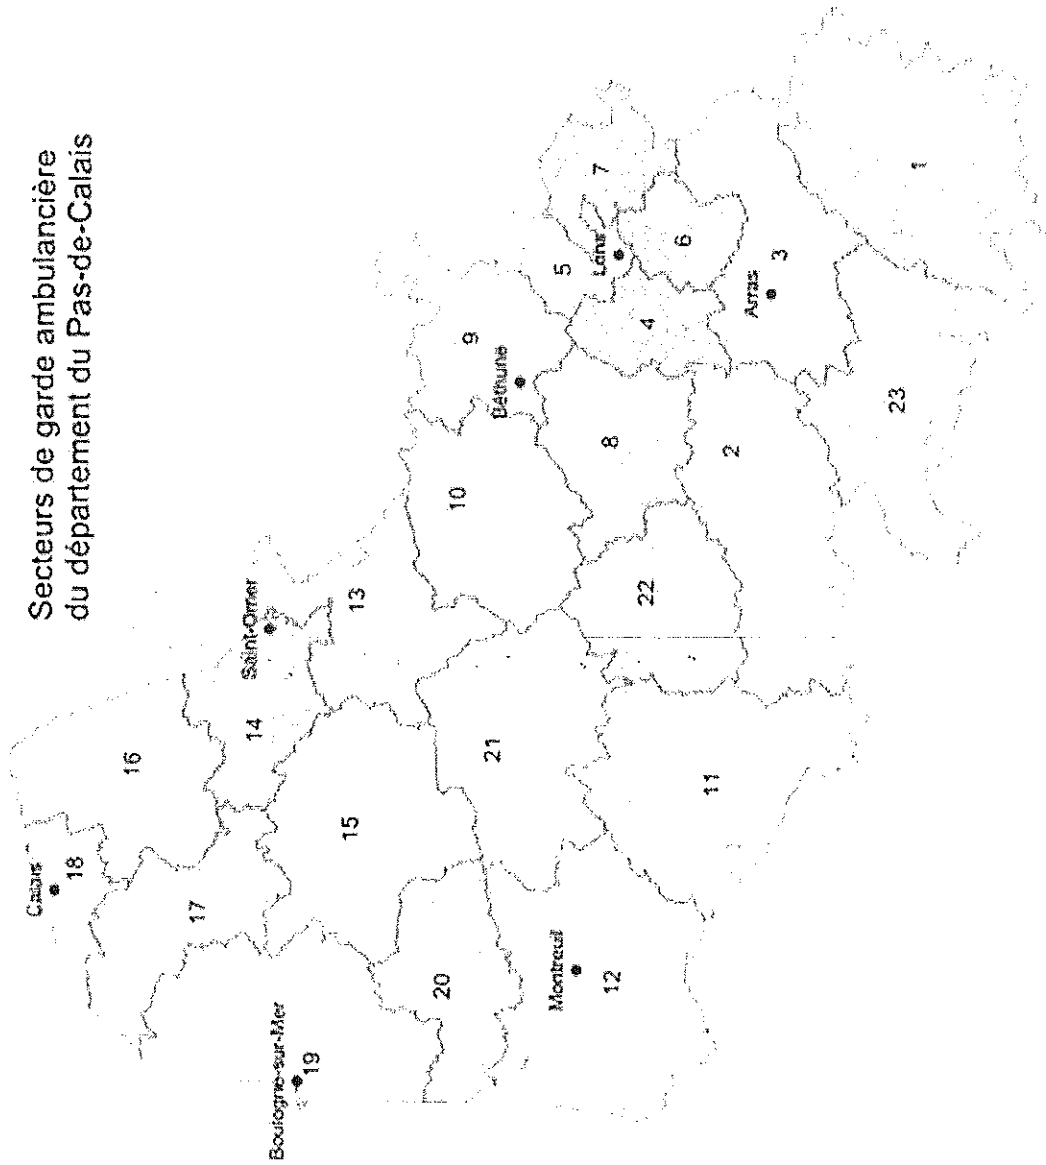 Secteurs de garde ambulancière
du département du Pas-de-Calais
Calais
18
16
17
Saint-Omer
14
13
Boulogne-sur-Mer
19
15
20
21
10
9
Béthune
5
7
Lens
Montreuil
12
11
22
8
4
6
2
Arras
3
23
1